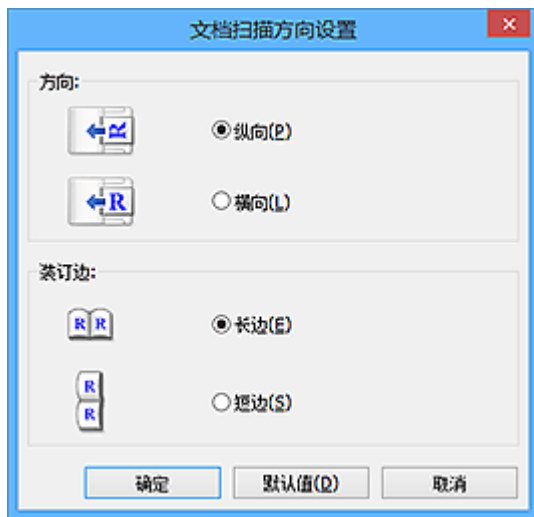 文档扫描方向设置
方向:
R
纵向(P)
R
横向(L)
装订边:
R R
长边(E)
R
R
短边(S)
确定 默认值(D) 取消